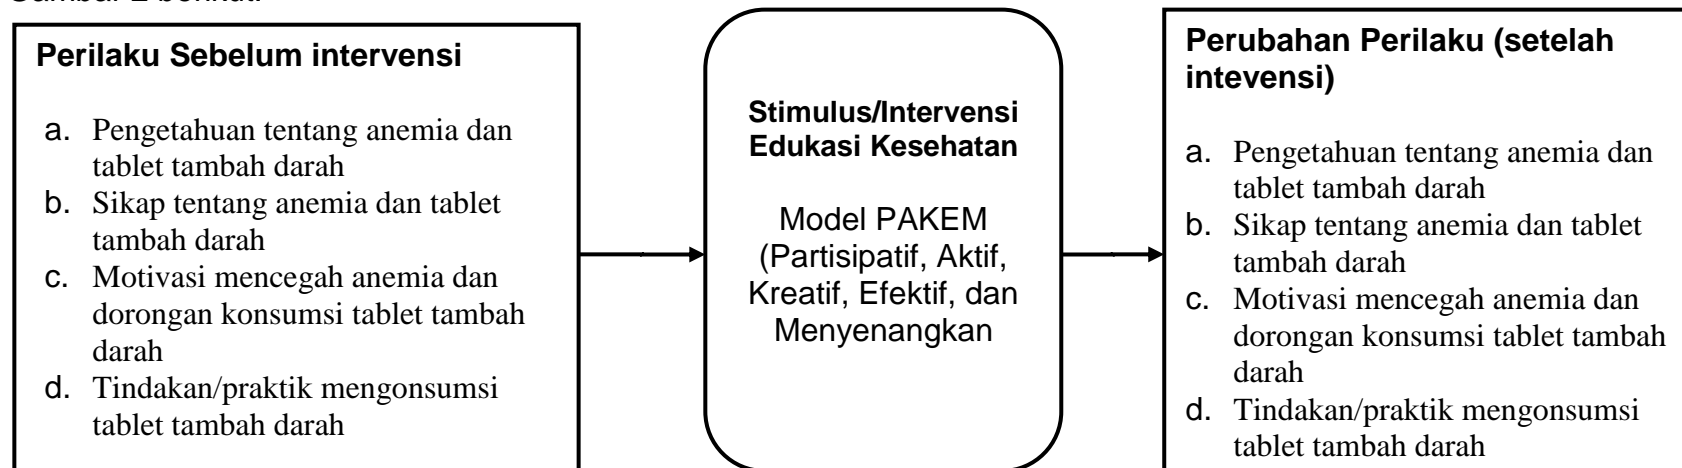 Perilaku Sebelum intervensi
a. Pengetahuan tentang anemia dan
tablet tambah darah
b. Sikap tentang anemia dan tablet
tambah darah
c. Motivasi mencegah anemia dan
dorongan konsumsi tablet tambah
darah
d. Tindakan/praktik mengonsumsi
tablet tambah darah
Stimulus/Intervensi
Edukasi Kesehatan
Model PAKEM
(Partisipatif, Aktif,
Kreatif, Efektif, dan
Menyenangkan
Perubahan Perilaku (setelah
intevensi)
a. Pengetahuan tentang anemia dan
tablet tambah darah
b. Sikap tentang anemia dan tablet
tambah darah
c. Motivasi mencegah anemia dan
dorongan konsumsi tablet tambah
darah
d. Tindakan/praktik mengonsumsi
tablet tambah darah